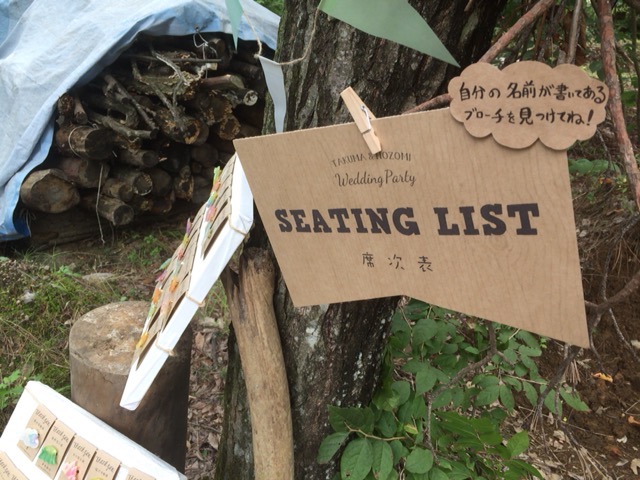 自分の名前が書いてある
ブローチを見つけてね!
TAKUMA & NOZOMI
Wedding Party
SEATING LIST
席次表